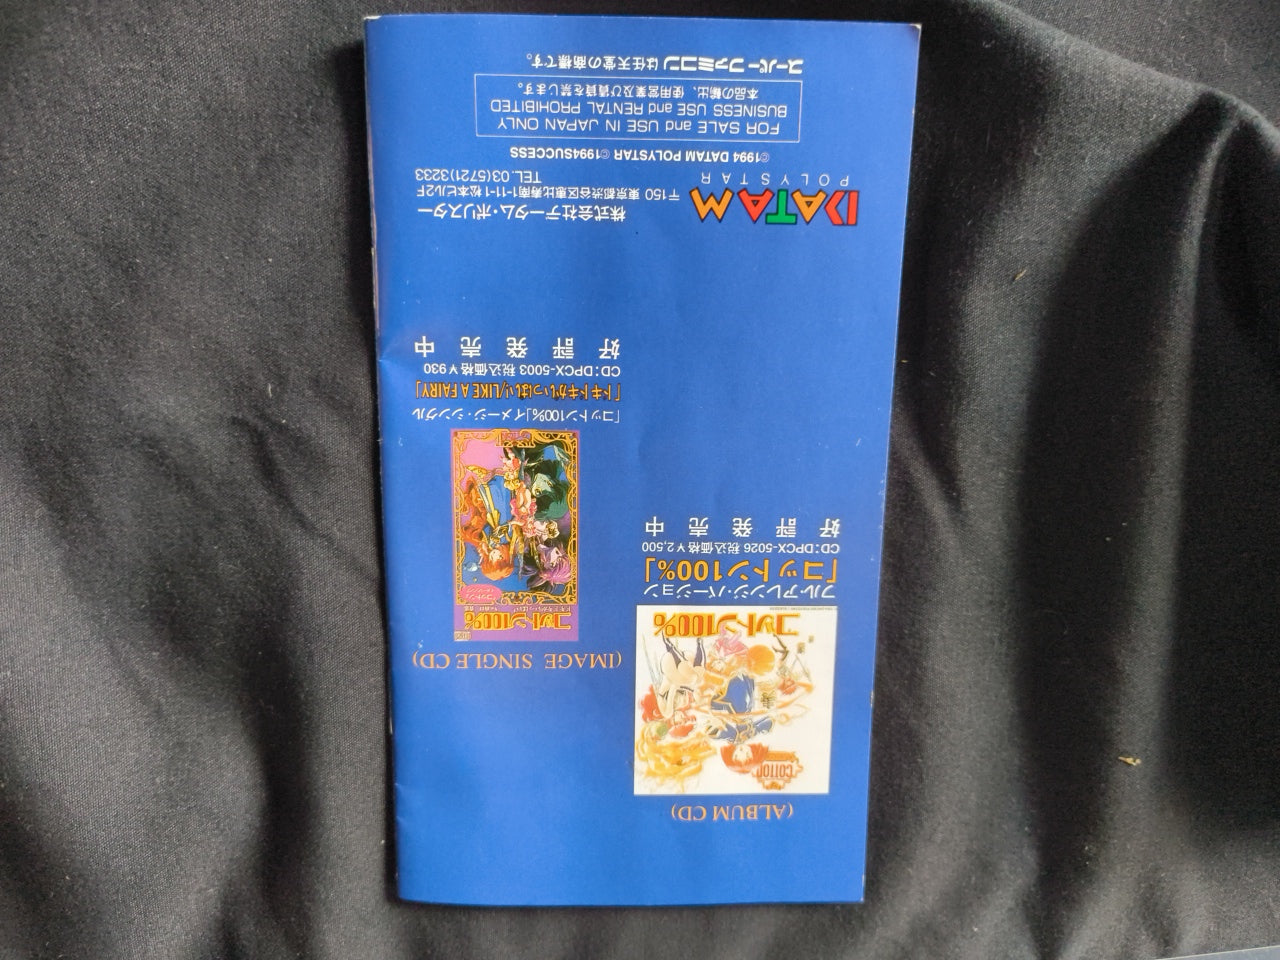 (ALBUM CD)
COTTON
コットン100%
フル アレンジ・バージョン
「コットン100%」
CD:DPCX-5026 税込価格￥2,500
好評発売中
(IMAGE SINGLE CD)
コットン100%
「コットン100%」イメージ・シングル
「ドキドキがいっぱい/LIKE A FAIRY」
CD:DPCX-5003 税込価格￥930
好評発売中
DATAM
POLYSTAR
株式会社データム・ポリスター
〒150 東京都渋谷区恵比寿南1-11-1 松本ビル2F
TEL. 03(5721)3233
©1994 DATAM POLYSTAR ©1994SUCCESS
FOR SALE and USE IN JAPAN ONLY
BUSINESS USE and RENTAL PROHIBITED
本品の輸出、使用営業及び賃貸を禁じます。
スーパーファミコンは任天堂の商標です。